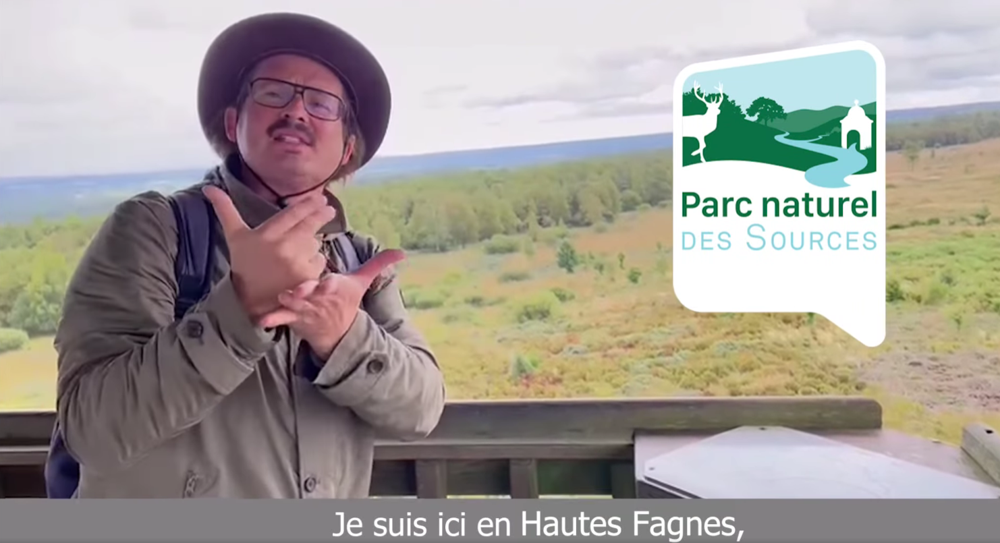 Parc naturel
DES SOURCES
Je suis ici en Hautes Fagnes,